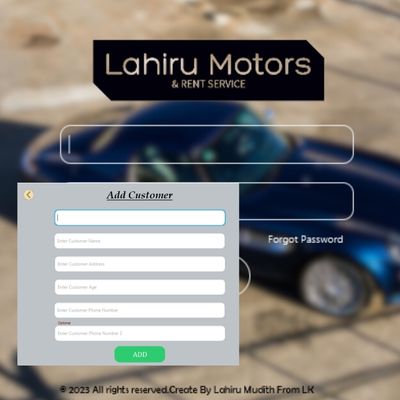 Lahiru Motors
& RENT SERVICE
Add Customer
Enter Customer Name
Enter Customer Address
Enter Customer Age
Enter Customer Phone Number
Optional
Enter Customer Phone Number 2
ADD
Forgot Password
© 2023 All rights reserved.Create By Lahiru Mudith From LK